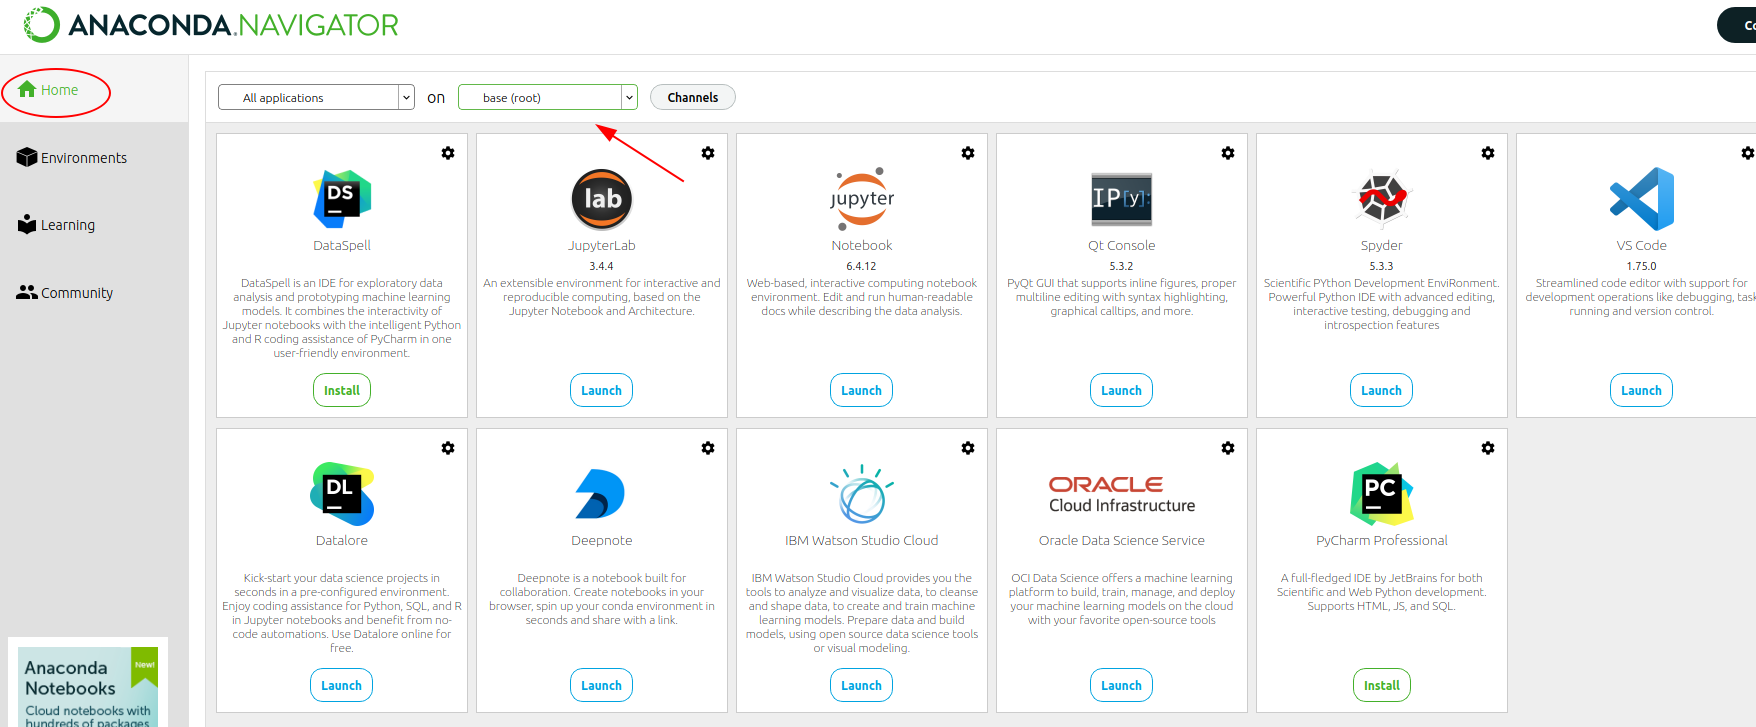 ANACONDA.NAVIGATOR
Home
Environments
Learning
Community
All applications on base (root) Channels
DS
DataSpell
DataSpell is an IDE for exploratory data
analysis and prototyping machine learning
models. It combines the interactivity of
Jupyter notebooks with the intelligent Python
and R coding assistance of PyCharm in one
user-friendly environment.
Install
lab
JupyterLab
3.4.4
An extensible environment for interactive and
reproducible computing, based on the
Jupyter Notebook and Architecture.
Launch
jupyter
Notebook
6.4.12
Web-based, interactive computing notebook
environment. Edit and run human-readable
docs while describing the data analysis.
Launch
IP[y]:
Qt Console
5.3.2
PyQt GUI that supports inline figures, proper
multiline editing with syntax highlighting,
graphical calltips, and more.
Launch
Spyder
5.3.3
Scientific PYthon Development EnviRonment.
Powerful Python IDE with advanced editing,
interactive testing, debugging and
introspection features
Launch
VS Code
1.75.0
Streamlined code editor with support for
development operations like debugging, task
running and version control.
Launch
DL
Datalore
Kick-start your data science projects in
seconds in a pre-configured environment.
Enjoy coding assistance for Python, SQL, and R
in Jupyter notebooks and benefit from no-
code automations. Use Datalore online for
free.
Launch
Deepnote
Deepnote is a notebook built for
collaboration. Create notebooks in your
browser, spin up your conda environment in
seconds and share with a link.
Launch
IBM Watson Studio Cloud
IBM Watson Studio Cloud provides you the
tools to analyze and visualize data, to cleanse
and shape data, to create and train machine
learning models. Prepare data and build
models, using open source data science tools
or visual modeling.
Launch
ORACLE
Cloud Infrastructure
Oracle Data Science Service
OCI Data Science offers a machine learning
platform to build, train, manage, and deploy
your machine learning models on the cloud
with your favorite open-source tools
Launch
PC
PyCharm Professional
A full-fledged IDE by JetBrains for both
Scientific and Web Python development.
Supports HTML, JS, and SQL.
Install
Anaconda
Notebooks
New!
Cloud notebooks with
hundreds of packages